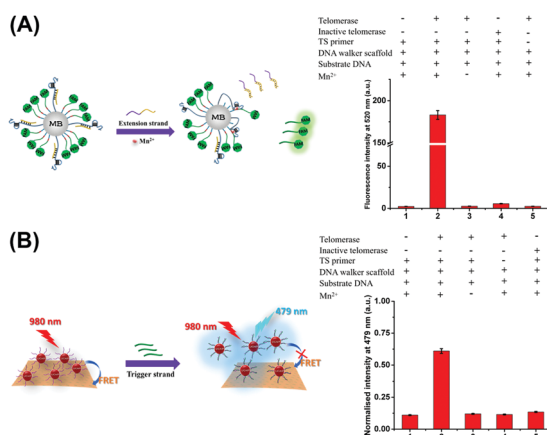 (A)
Telomerase - + + - +
Inactive telomerase - - - + -
TS primer + + + + -
DNA walker scaffold + + + + +
Substrate DNA + + + + +
Mn2+ + + - + +
MB
Extension strand
Mn2+
MB
Fluorescence intensity at 520 nm (a.u.)
200
150
50
0
1 2 3 4 5
(B)
Telomerase - + + + -
Inactive telomerase - - - - +
TS primer + + + - +
DNA walker scaffold + + + + +
Substrate DNA + + + + +
Mn2+ + + - + +
980 nm
FRET
Trigger strand
980 nm
479 nm
FRET
Normalised intensity at 479 nm (a.u.)
1.00
0.75
0.50
0.25
0.00